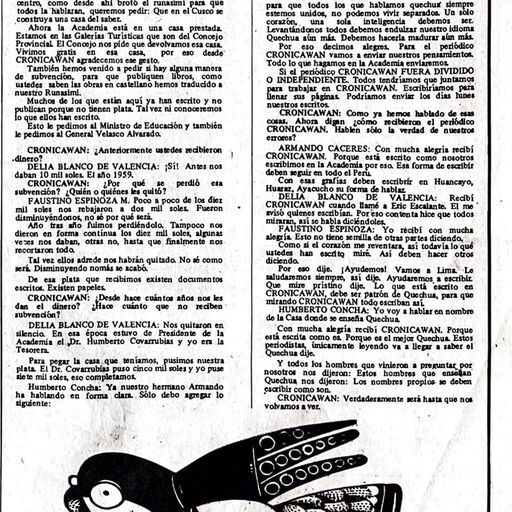 centro, como desde ahí brotó el runasimi para que
todos la hablaran, queremos pedir: Que en el Cusco se
construya una casa del saber.
Ahora la Academia está en una casa prestada.
Estamos en las Galerías Turísticas que son del Concejo
Provincial. El Concejo nos pide que devolvamos esa casa.
Vivimos gratis en esa casa, por eso desde
CRONICAWAN agradecemos ese gesto.
También hemos venido a pedir si hay alguna manera
de subvención, para que publiquen libros, como
ustedes saben las obras en castellano hemos traducido a
nuestro Runasimi.
Muchos de los que están aquí ya han escrito y no
publican porque no tienen plata. Tal vez ni conoceremos
lo que ellos han escrito.
Esto le pedimos al Ministro de Educación y también
le pedimos al General Velasco Alvarado.
CRONICAWAN: ¿Anteriormente ustedes recibieron
dinero?
DELIA BLANCO DE VALENCIA: ¡Sí! Antes nos
daban 10 mil soles. El año 1959.
CRONICAWAN: ¿Por qué se perdió esa
subvención? ¿Quién o quiénes les quitó?
FAUSTINO ESPINOZA M. Poco a poco de los diez
mil soles nos rebajaron a dos mil soles. Fueron
disminuyéndonos, no sé por qué será.
Año tras año fuimos perdiéndolo. Tampoco nos
dieron en forma continua los diez mil soles, algunas
veces nos daban, otras no, hasta que finalmente nos
recortaron todo.
Tal vez ellos adrede nos habrán quitado. No sé como
será. Disminuyendo nomás se acabó.
De esa plata que recibimos existen documentos
escritos. Existen papeles.
CRONICAWAN: ¿Desde hace cuántos años nos les
dan el dinero? ¿Hace cuánto que no reciben
subvención?
DELIA BLANCO DE VALENCIA: Nos quitaron en
silencio. En esa época estuvo de Presidente de la
Academia el Dr. Humberto Covarrubias y yo era la
Tesorera.
Para pegar la casa que teníamos, pusimos nuestra
plata. El Dr. Covarrubias puso cinco mil soles y yo puse
siete mil soles, eso completamos.
Humberto Concha: Ya nuestro hermano Armando
ha hablando en forma clara. Sólo debo agregar lo
siguiente:
para que todos los que hablamos quechua siempre
estemos unidos, no podemos vivir separados. Un sólo
corazón, una sola inteligencia debemos ser.
Levantándonos todos debemos endulzar nuestro idioma
Quechua aún más. Debemos hacerla madurar aún más.
Por eso decimos alegres. Para el periódico
CRONICAWAN vamos a enviar nuestros pensamientos.
Todo lo que hagamos en la Academia enviaremos.
Si el periódico CRONICAWAN FUERA DIVIDIDO
O INDEPENDIENTE. Todos tendríamos que juntarnos
para trabajar en CRONICAWAN. Escribiríamos para
llenar sus páginas. Podríamos enviar los días lunes
nuestros escritos.
CRONICAWAN: Como ya hemos hablado de esas
cosas. Ahora digan ¿cómo recibieron el periódico
CRONICAWAN. Hablen sólo la verdad de nuestros
errores?
ARMANDO CACERES: Con mucha alegría recibí
CRONICAWAN. Porque está escrito como nosotros
escribimos en la Academia por eso. Esa forma de escribir
deben seguir en todo el Perú.
Con esas grafías deben escribir en Huancayo,
Huaraz, Ayacucho su forma de hablar.
DELIA BLANCO DE VALENCIA: Recibí
CRONICAWAN cuando llamé a Eric Escalante. El me
avisó quienes escribían. Por eso contenta hice que todos
miraran, así se habla diciéndoles.
FAUSTINO ESPINOZA: Yo recibí con mucha
alegría. Esto no tiene semilla de otras partes diciendo.
Como si el corazón me reventara, así todavía lo qué
ustedes han escrito miré. Así deben hacer otros
diciendo.
Por eso dije. ¡Ayudemos! Vamos a Lima. Le
saludaremos siempre, así dije. Ayudaremos a escribir.
Que mire prístino dije. Lo que está escrito en
CRONICAWAN, debe ser patrón de Quechua, para que
mirando CRONICAWAN todo escriban así.
HUMBERTO CONCHA: Yo voy a hablar en nombre
de la Casa donde se enseña Quechua.
Con mucha alegría recibí CRONICAWAN. Porque
está escrita como es. Porque es el mejor Quechua. Estos
periodistas, únicamente leyendo va a llegar a saber el
Quechua dije.
Y todos los hombres que vinieron a preguntar por
nosotros nos dijeron: Estos hombres que enseñan
Quechua nos dijeron. Los nombres propios se deben
escribir como son.
CRONICAWAN: Verdaderamente será hasta que nos
volvamos a ver.